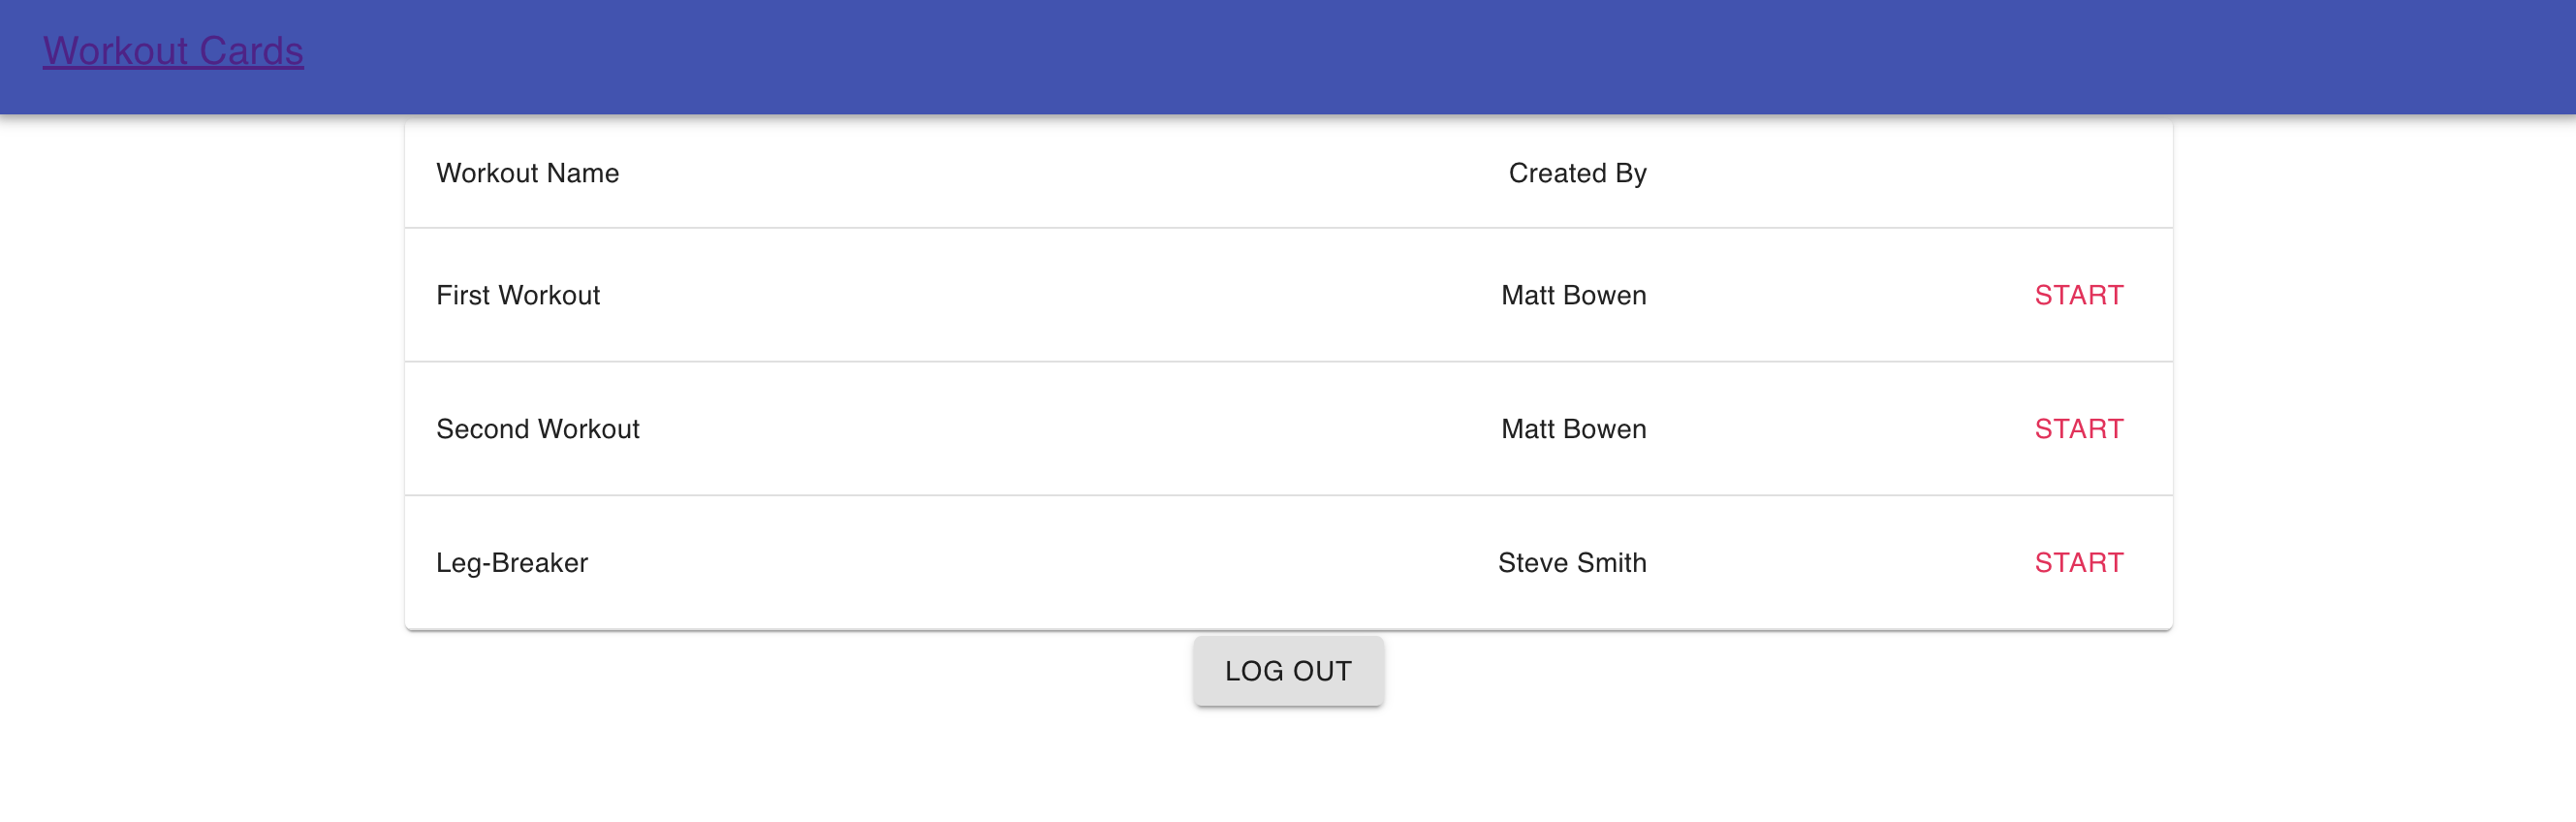 Workout Cards
Workout Name Created By
First Workout Matt Bowen START
Second Workout Matt Bowen START
Leg-Breaker Steve Smith START
LOG OUT